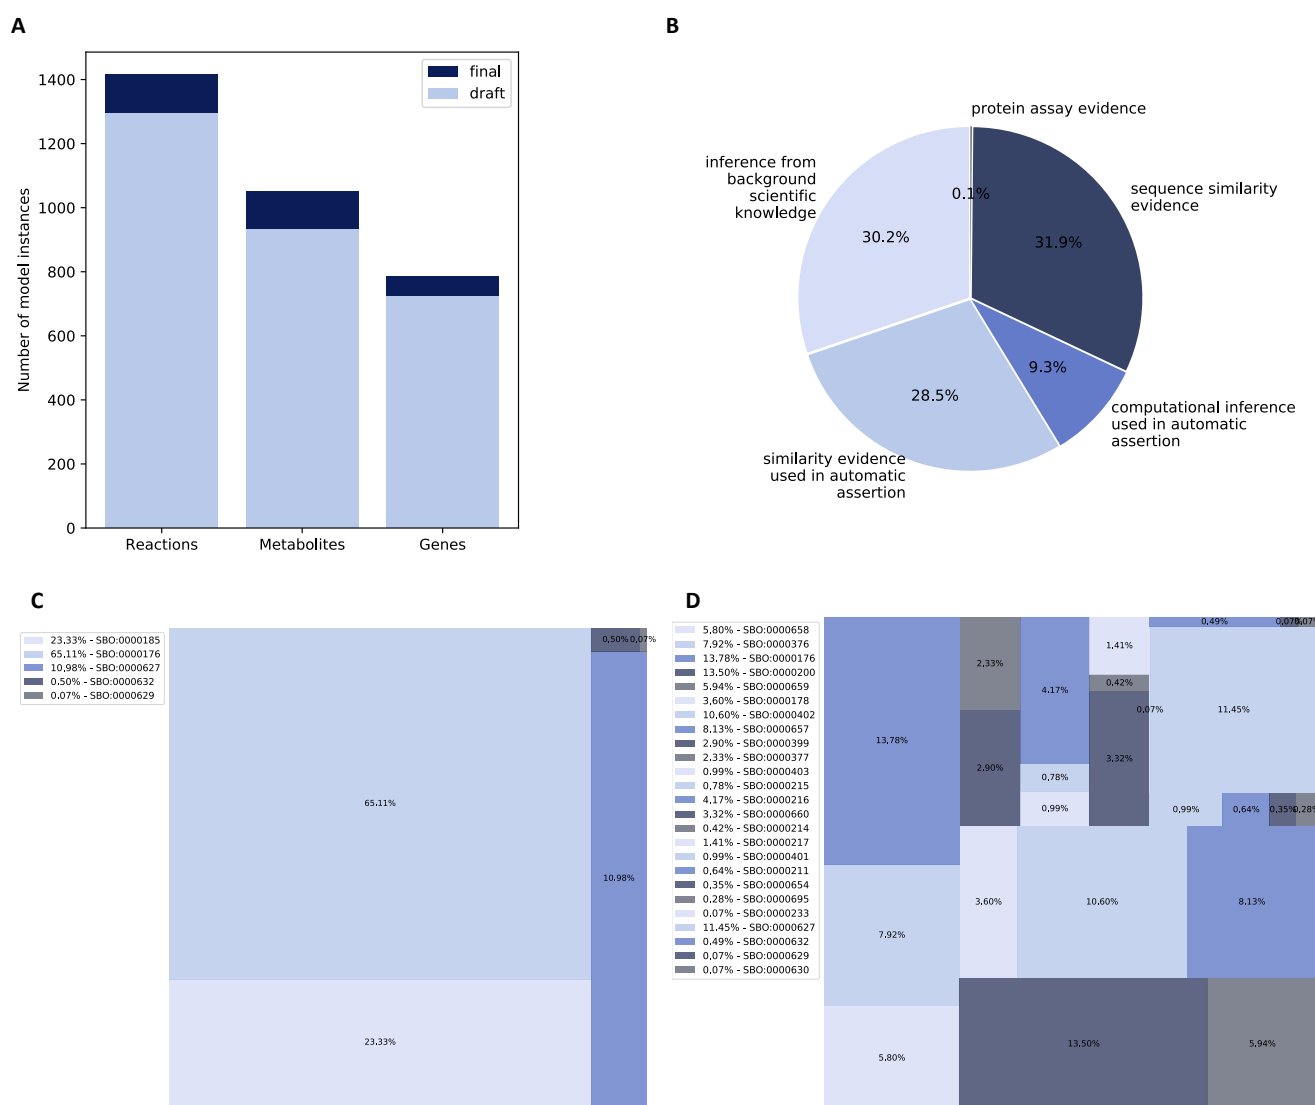 A
Number of model instances
1400
1200
1000
800
600
400
200
0
final
draft
Reactions
Metabolites
Genes
B
protein assay evidence
inference from
background
scientific
knowledge
sequence similarity
evidence
0.1%
30.2%
31.9%
9.3%
28.5%
computational inference
used in automatic
assertion
similarity evidence
used in automatic
assertion
C
23.33% - SBO:0000185
65.11% - SBO:0000176
10.98% - SBO:0000627
0.50% - SBO:0000632
0.07% - SBO:0000629
0,50%
0,07%
65.11%
10.98%
23.33%
D
5.80% - SBO:0000658
7.92% - SBO:0000376
13.78% - SBO:0000176
13.50% - SBO:0000200
5.94% - SBO:0000659
3.60% - SBO:0000178
10.60% - SBO:0000402
8.13% - SBO:0000657
2.90% - SBO:0000399
2.33% - SBO:0000377
0.99% - SBO:0000403
0.78% - SBO:0000215
4.17% - SBO:0000216
3.32% - SBO:0000660
0.42% - SBO:0000214
1.41% - SBO:0000217
0.99% - SBO:0000401
0.64% - SBO:0000211
0.35% - SBO:0000654
0.28% - SBO:0000695
0.07% - SBO:0000233
11.45% - SBO:0000627
0.49% - SBO:0000632
0.07% - SBO:0000629
0.07% - SBO:0000630
0.49%
0,07%
0,07%
1.41%
2,33%
0.42%
4.17%
0,07%
11.45%
13,78%
2.90%
3.32%
0.78%
0.99%
0.99%
0.64%
0,35%
0,28%
3.60%
10.60%
8.13%
7.92%
5.80%
13.50%
5.94%